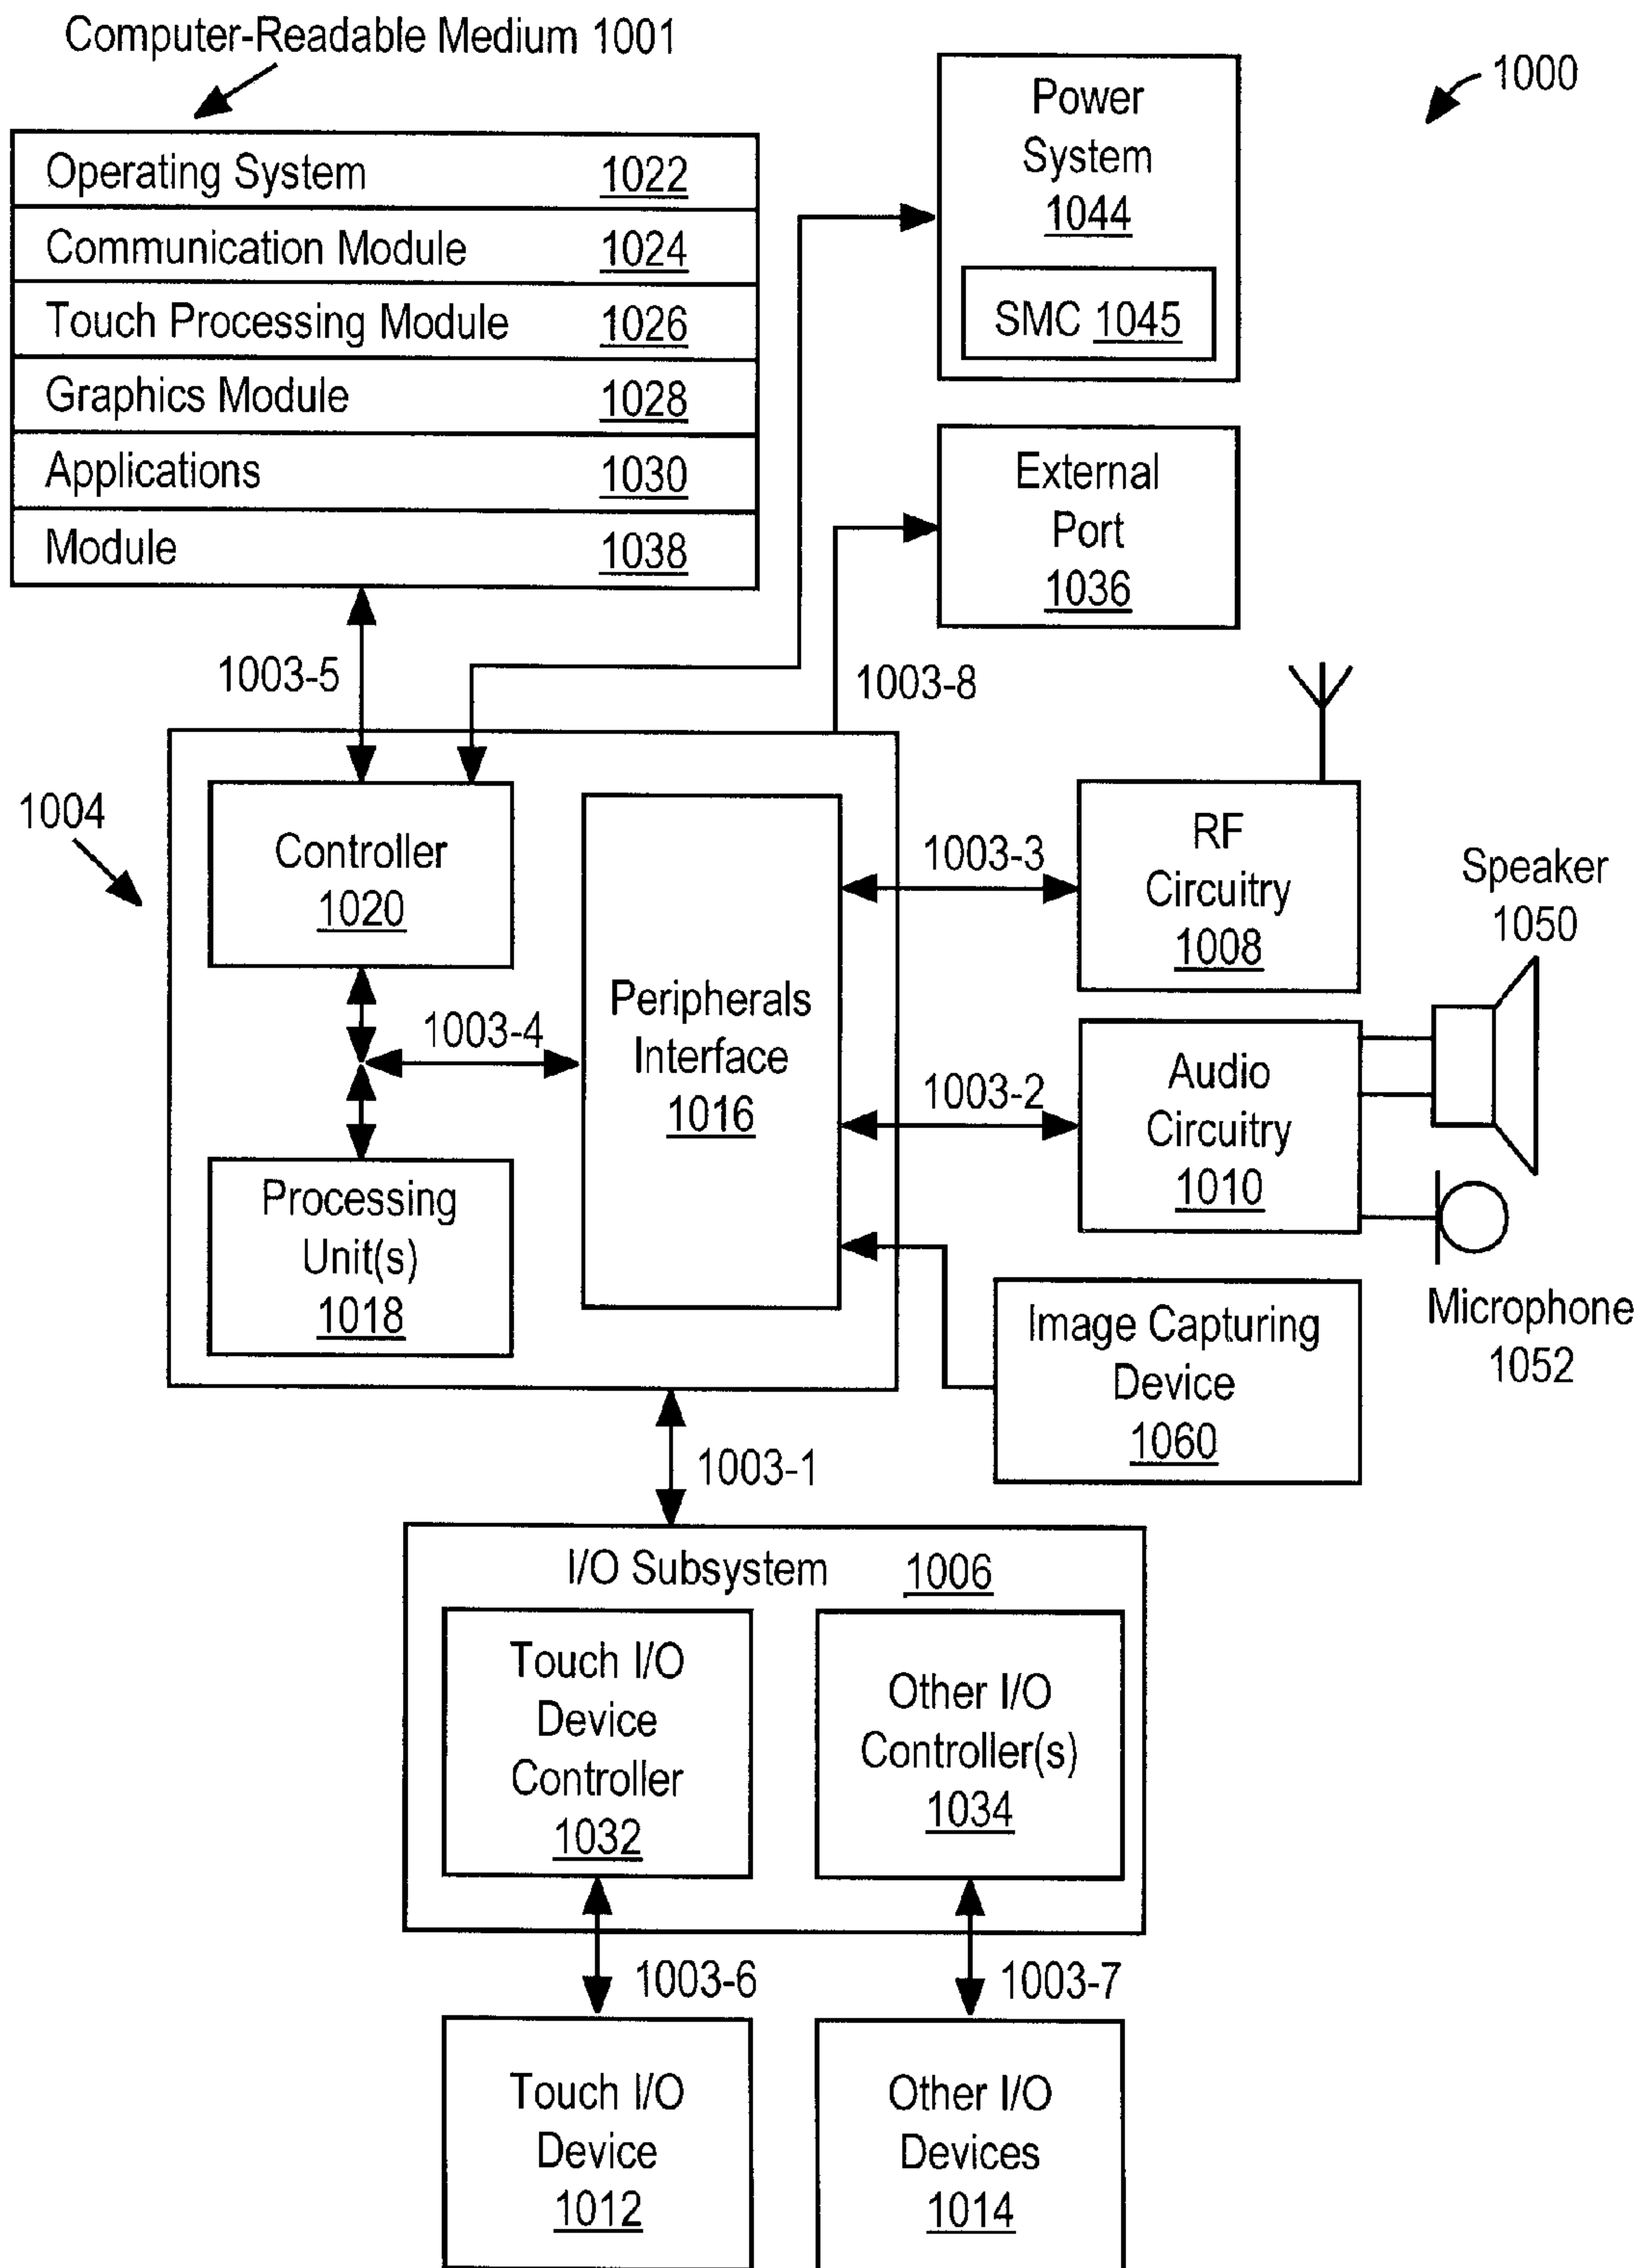 Computer-Readable Medium 1001
1000
Operating System 1022
Communication Module 1024
Touch Processing Module 1026
Graphics Module 1028
Applications 1030
Module 1038
Power
System
1044
SMC 1045
External
Port
1036
1003-5
1003-8
1004
Controller
1020
1003-4
Processing
Unit(s)
1018
Peripherals
Interface
1016
1003-3
RF
Circuitry
1008
Speaker
1050
1003-2
Audio
Circuitry
1010
Microphone
1052
Image Capturing
Device
1060
1003-1
I/O Subsystem 1006
Touch I/O
Device
Controller
1032
Other I/O
Controller(s)
1034
1003-6
1003-7
Touch I/O
Device
1012
Other I/O
Devices
1014